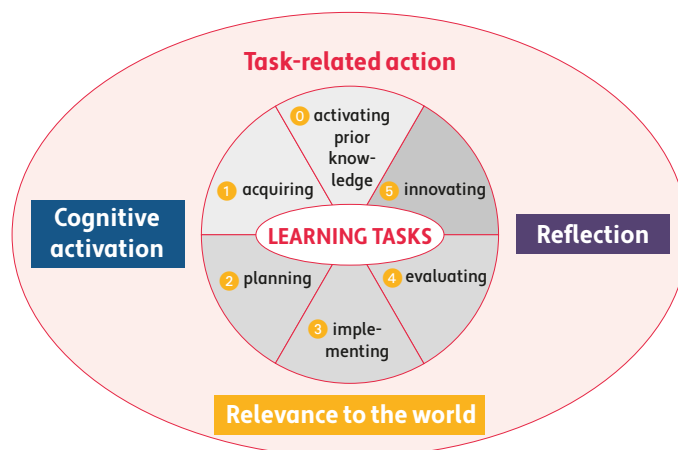 Task-related action
0 activating
prior
know-
ledge
1 acquiring
5 innovating
Cognitive
activation
LEARNING TASKS
Reflection
2 planning
4 evaluating
3 imple-
menting
Relevance to the world